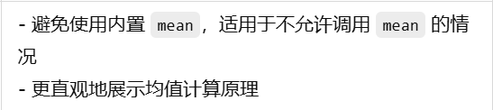 - 避免使用内置 mean，适用于不允许调用 mean 的情
况
- 更直观地展示均值计算原理